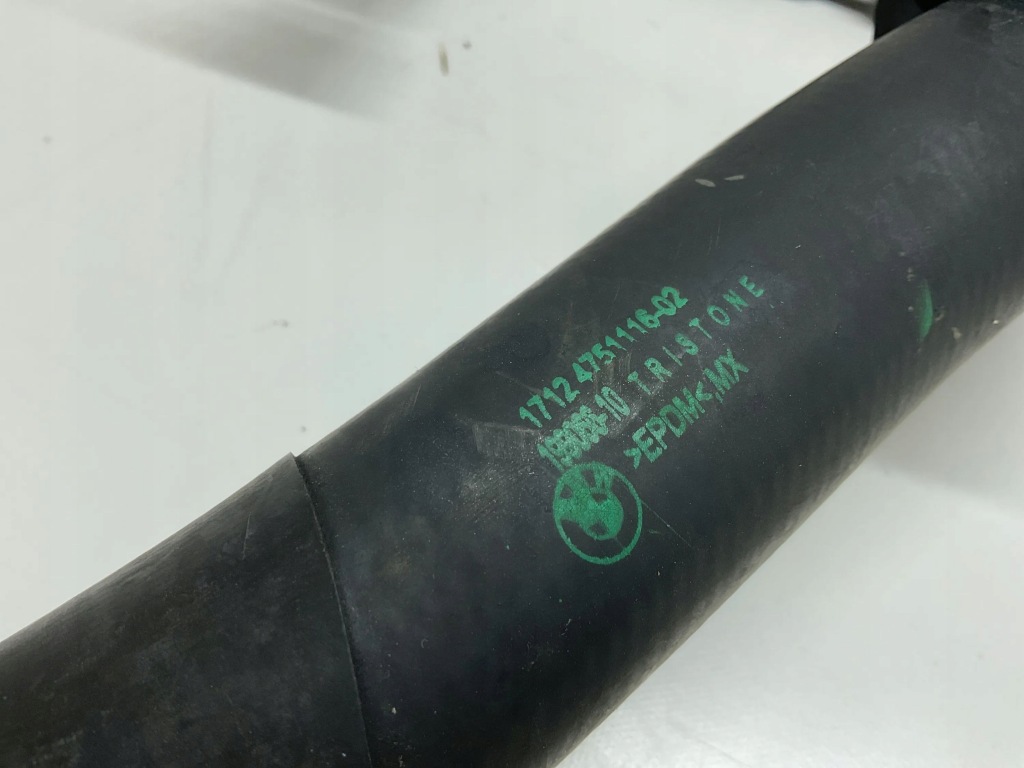 1712 4751116-02
TRISTONE
>EPDM<,MX